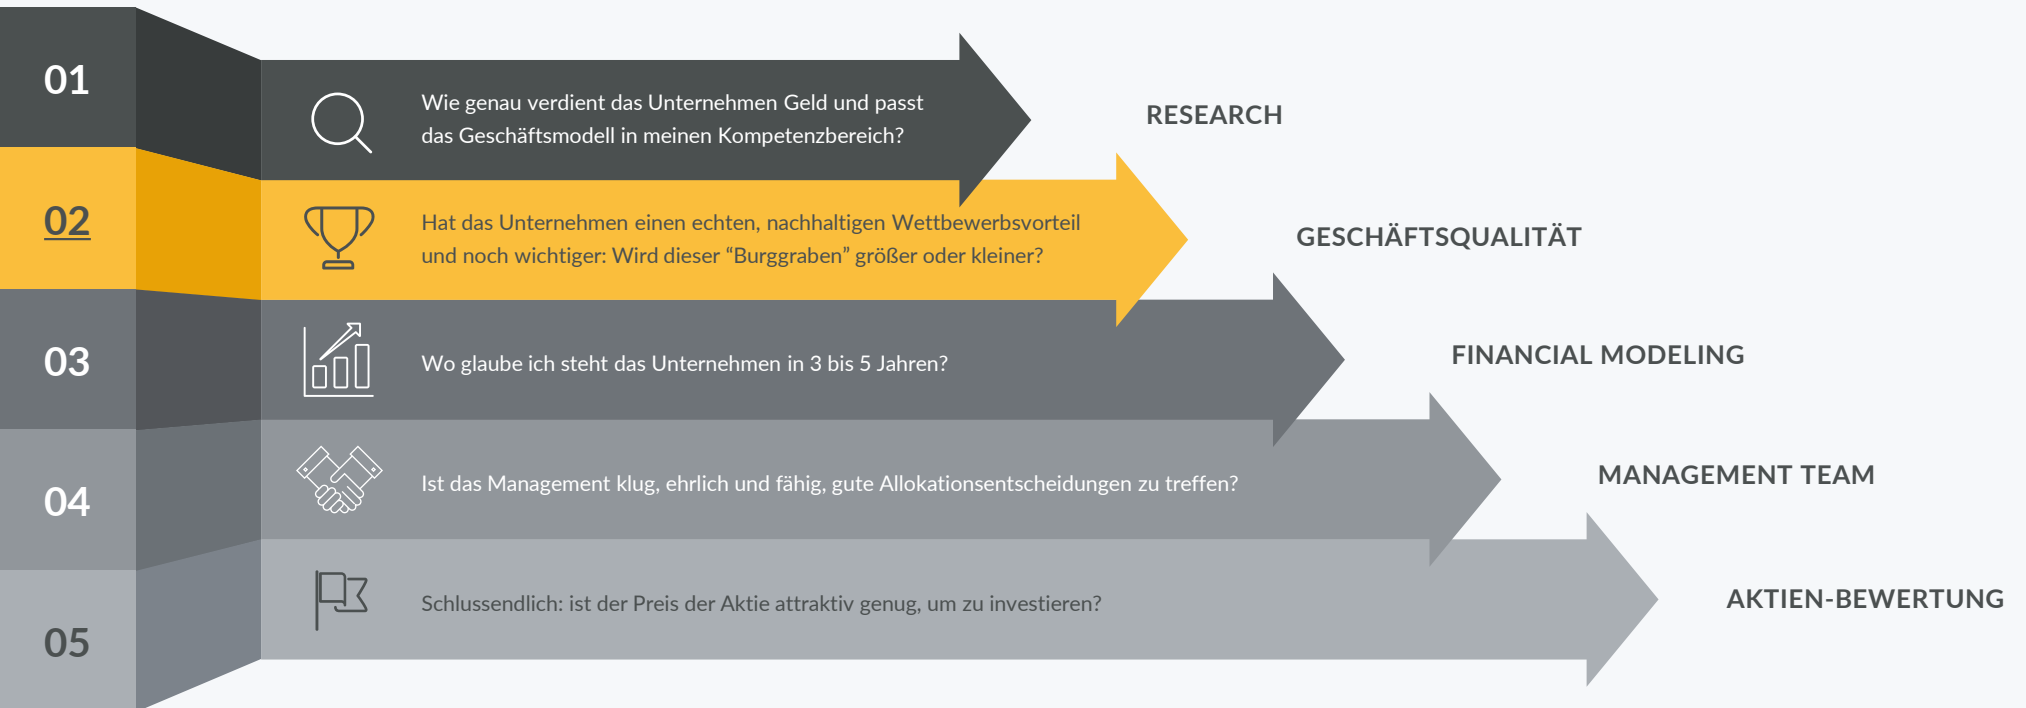 01
Wie genau verdient das Unternehmen Geld und passt
das Geschäftsmodell in meinen Kompetenzbereich?
RESEARCH
02
Hat das Unternehmen einen echten, nachhaltigen Wettbewerbsvorteil
und noch wichtiger: Wird dieser “Burggraben” größer oder kleiner?
GESCHÄFTSQUALITÄT
03
Wo glaube ich steht das Unternehmen in 3 bis 5 Jahren?
FINANCIAL MODELING
04
Ist das Management klug, ehrlich und fähig, gute Allokationsentscheidungen zu treffen?
MANAGEMENT TEAM
05
Schlussendlich: ist der Preis der Aktie attraktiv genug, um zu investieren?
AKTIEN-BEWERTUNG